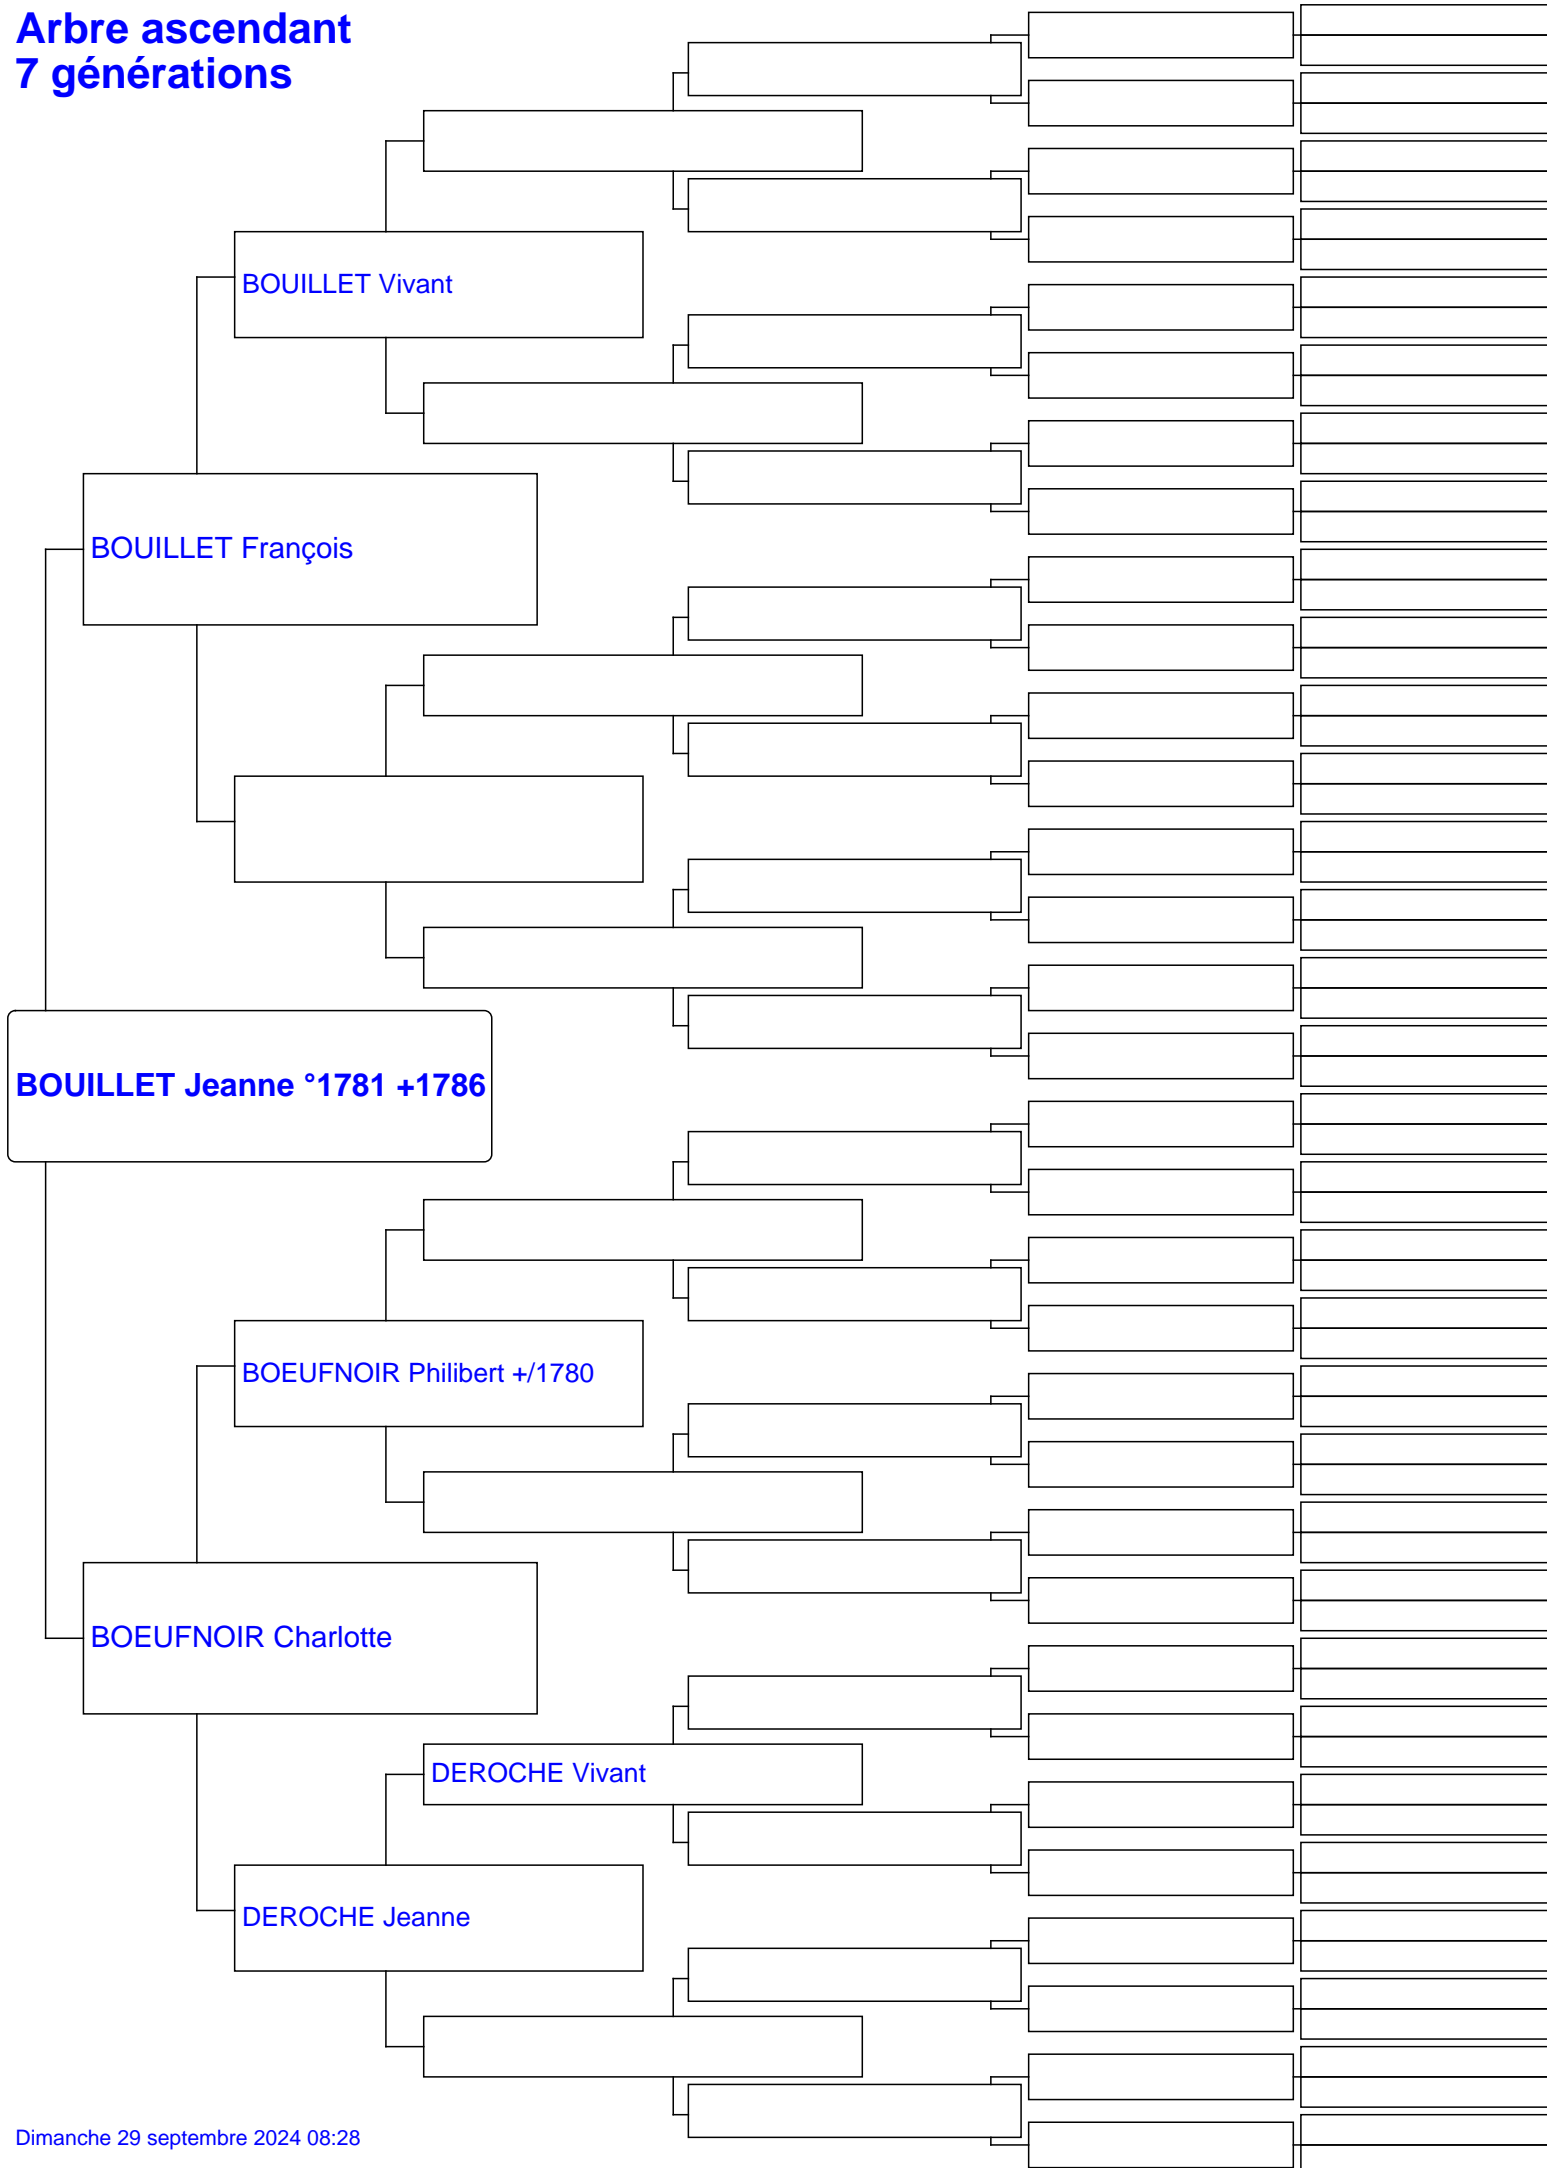 Arbre ascendant
7 générations
BOUILLET Vivant
BOUILLET François
BOUILLET Jeanne °1781 +1786
BOEUFNOIR Philibert +/1780
BOEUFNOIR Charlotte
DEROCHE Vivant
DEROCHE Jeanne
Dimanche 29 septembre 2024 08:28